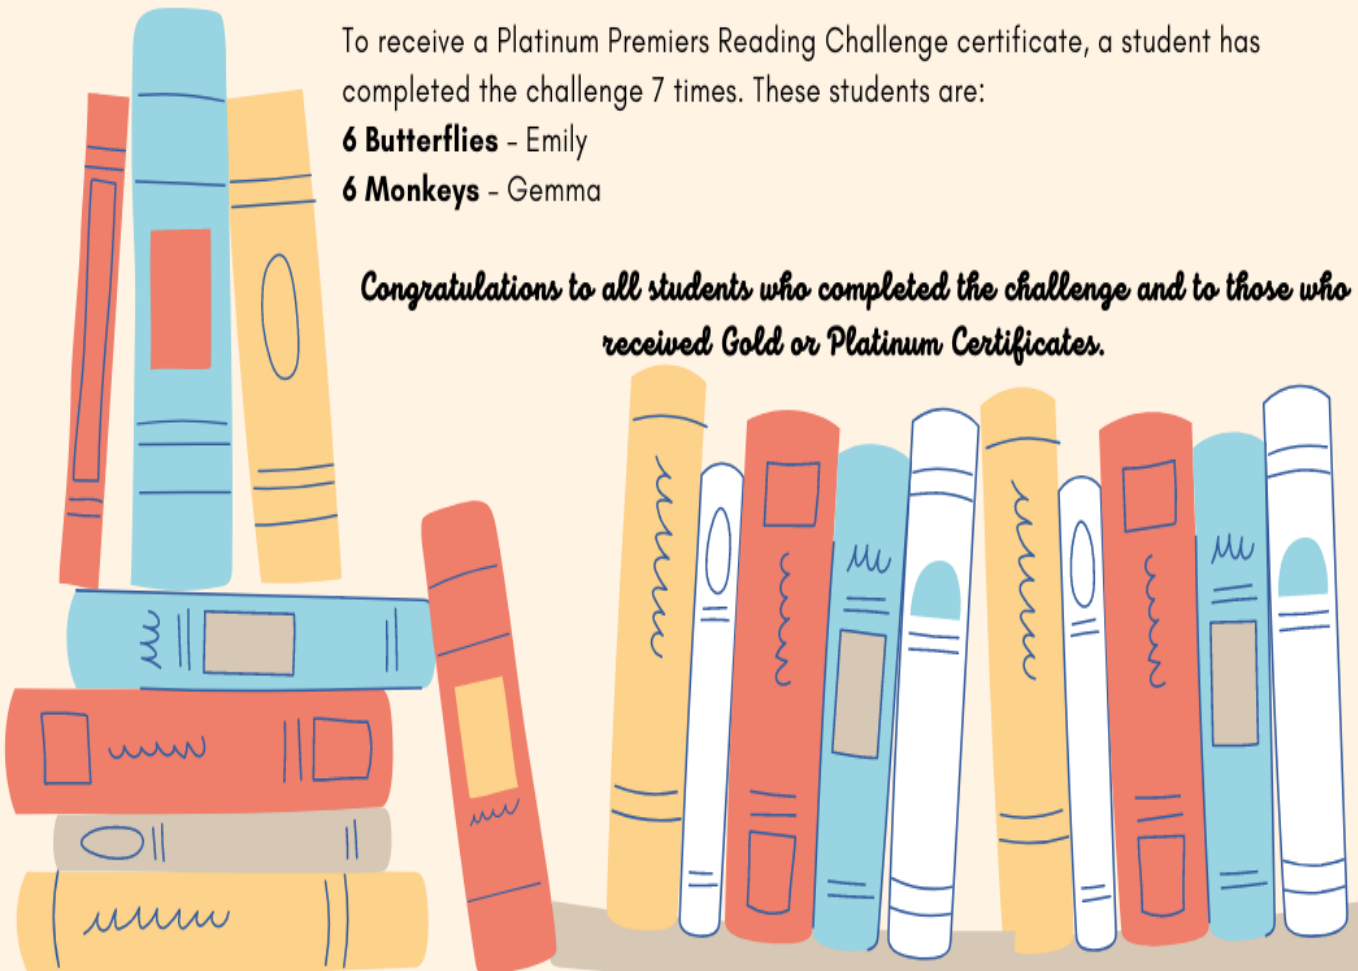 To receive a Platinum Premiers Reading Challenge certificate, a student has
completed the challenge 7 times. These students are:
6 Butterflies - Emily
6 Monkeys - Gemma
Congratulations to all students who completed the challenge and to those who
received Gold or Platinum Certificates.